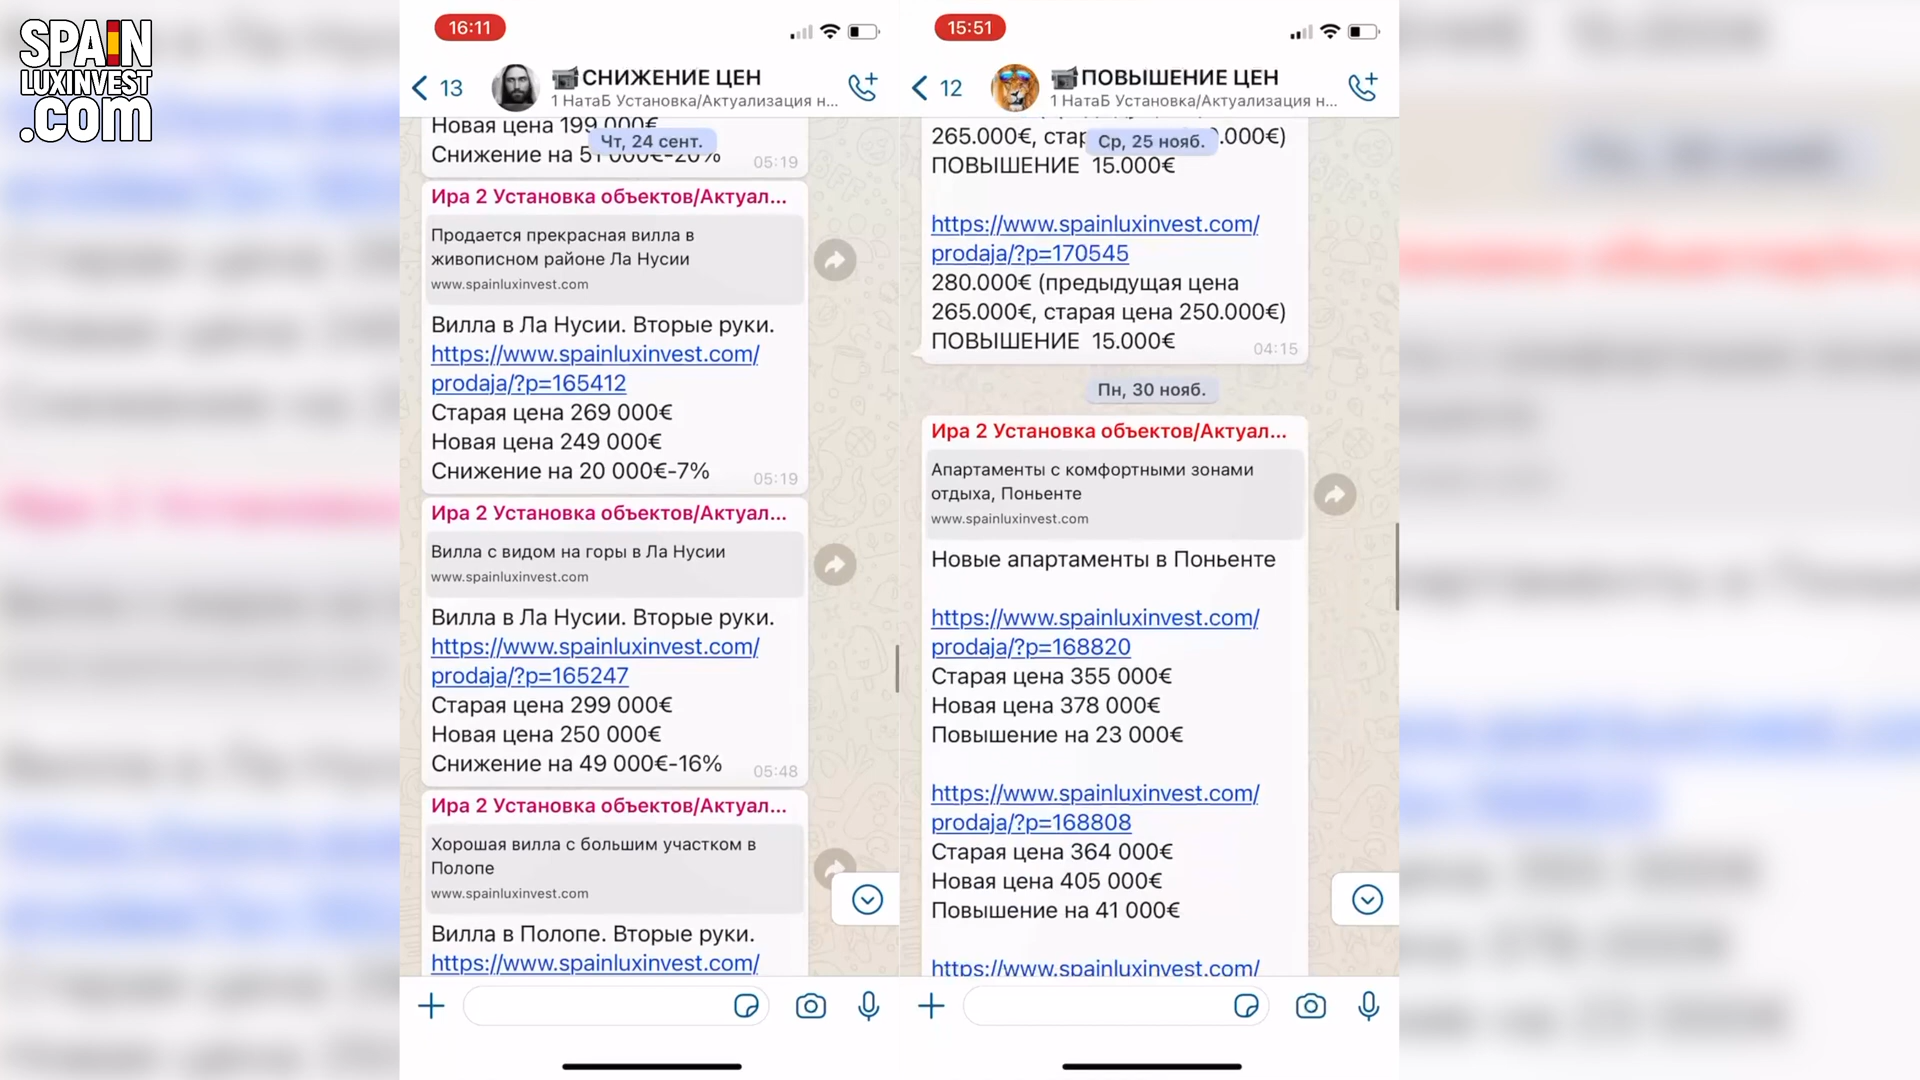 SPAIN
LUXINVEST
.com
16:11
13
СНИЖЕНИЕ ЦЕН
1 НатаБ Установка/Актуализация н...
Новая цена 199 000€
Чт, 24 сент.
Снижение на 51 000€-20%
05:19
Ира 2 Установка объектов/Актуал...
Продается прекрасная вилла в
живописном районе Ла Нусии
www.spainluxinvest.com
Вилла в Ла Нусии. Вторые руки.
https://www.spainluxinvest.com/
prodaja/?p=165412
Старая цена 269 000€
Новая цена 249 000€
Снижение на 20 000€-7%
05:19
Ира 2 Установка объектов/Актуал...
Вилла с видом на горы в Ла Нусии
www.spainluxinvest.com
Вилла в Ла Нусии. Вторые руки.
https://www.spainluxinvest.com/
prodaja/?p=165247
Старая цена 299 000€
Новая цена 250 000€
Снижение на 49 000€-16%
05:48
Ира 2 Установка объектов/Актуал...
Хорошая вилла с большим участком в
Полопе
www.spainluxinvest.com
Вилла в Полопе. Вторые руки.
https://www.spainluxinvest.com/
15:51
12
ПОВЫШЕНИЕ ЦЕН
1 НатаБ Установка/Актуализация н...
265.000€, .000€)
Ср, 25 нояб.
ПОВЫШЕНИЕ 15.000€
https://www.spainluxinvest.com/
prodaja/?p=170545
280.000€ (предыдущая цена
265.000€, старая цена 250.000€)
ПОВЫШЕНИЕ 15.000€
04:15
Пн, 30 нояб.
Ира 2 Установка объектов/Актуал...
Апартаменты с комфортными зонами
отдыха, Поньенте
www.spainluxinvest.com
Новые апартаменты в Поньенте
https://www.spainluxinvest.com/
prodaja/?p=168820
Старая цена 355 000€
Новая цена 378 000€
Повышение на 23 000€
https://www.spainluxinvest.com/
prodaja/?p=168808
Старая цена 364 000€
Новая цена 405 000€
Повышение на 41 000€
https://www.spainluxinvest.com/